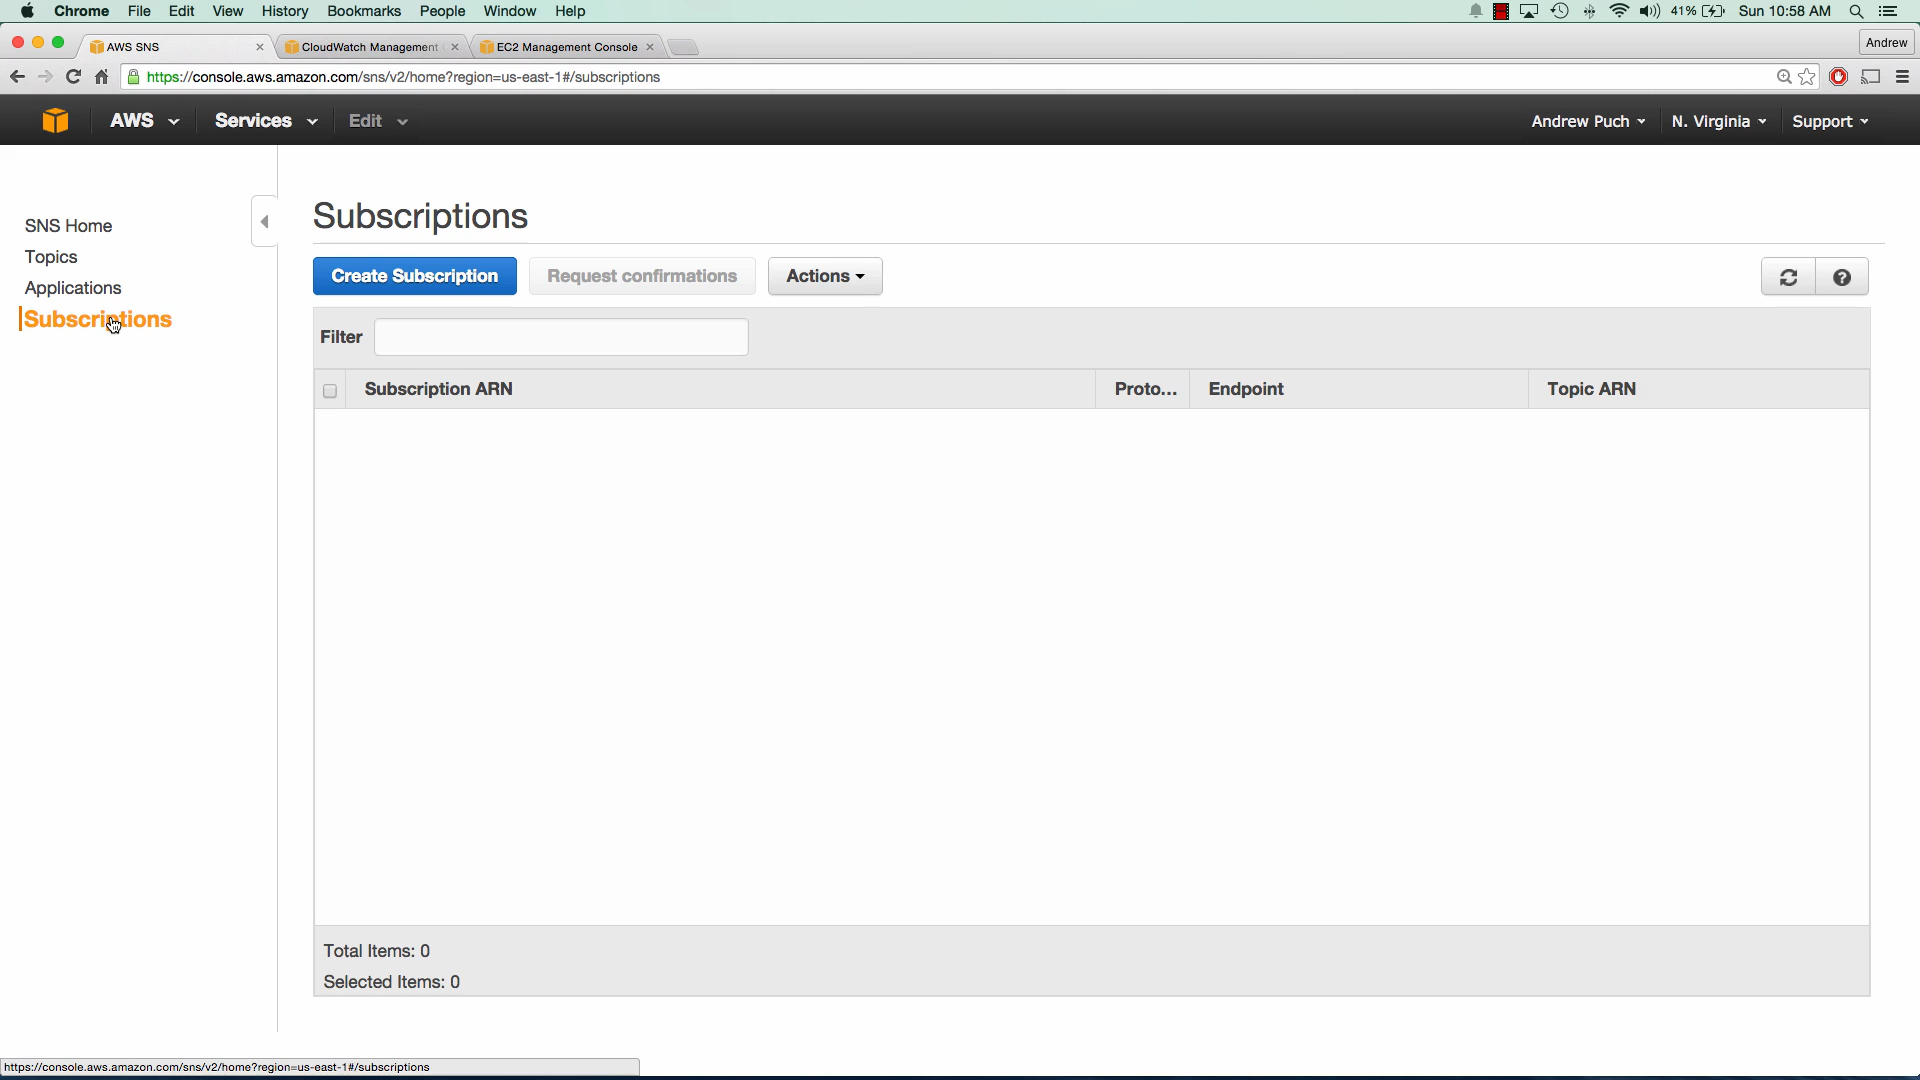 Chrome File Edit View History Bookmarks People Window Help 41% Sun 10:58 AM
AWS SNS CloudWatch Management EC2 Management Console Andrew
https://console.aws.amazon.com/sns/v2/home?region=us-east-1#/subscriptions
AWS Services Edit Andrew Puch N. Virginia Support
SNS Home
Topics
Applications
Subscriptions
Subscriptions
Create Subscription Request confirmations Actions
Filter
Subscription ARN Proto... Endpoint Topic ARN
Total Items: 0
Selected Items: 0
https://console.aws.amazon.com/sns/v2/home?region=us-east-1#/subscriptions